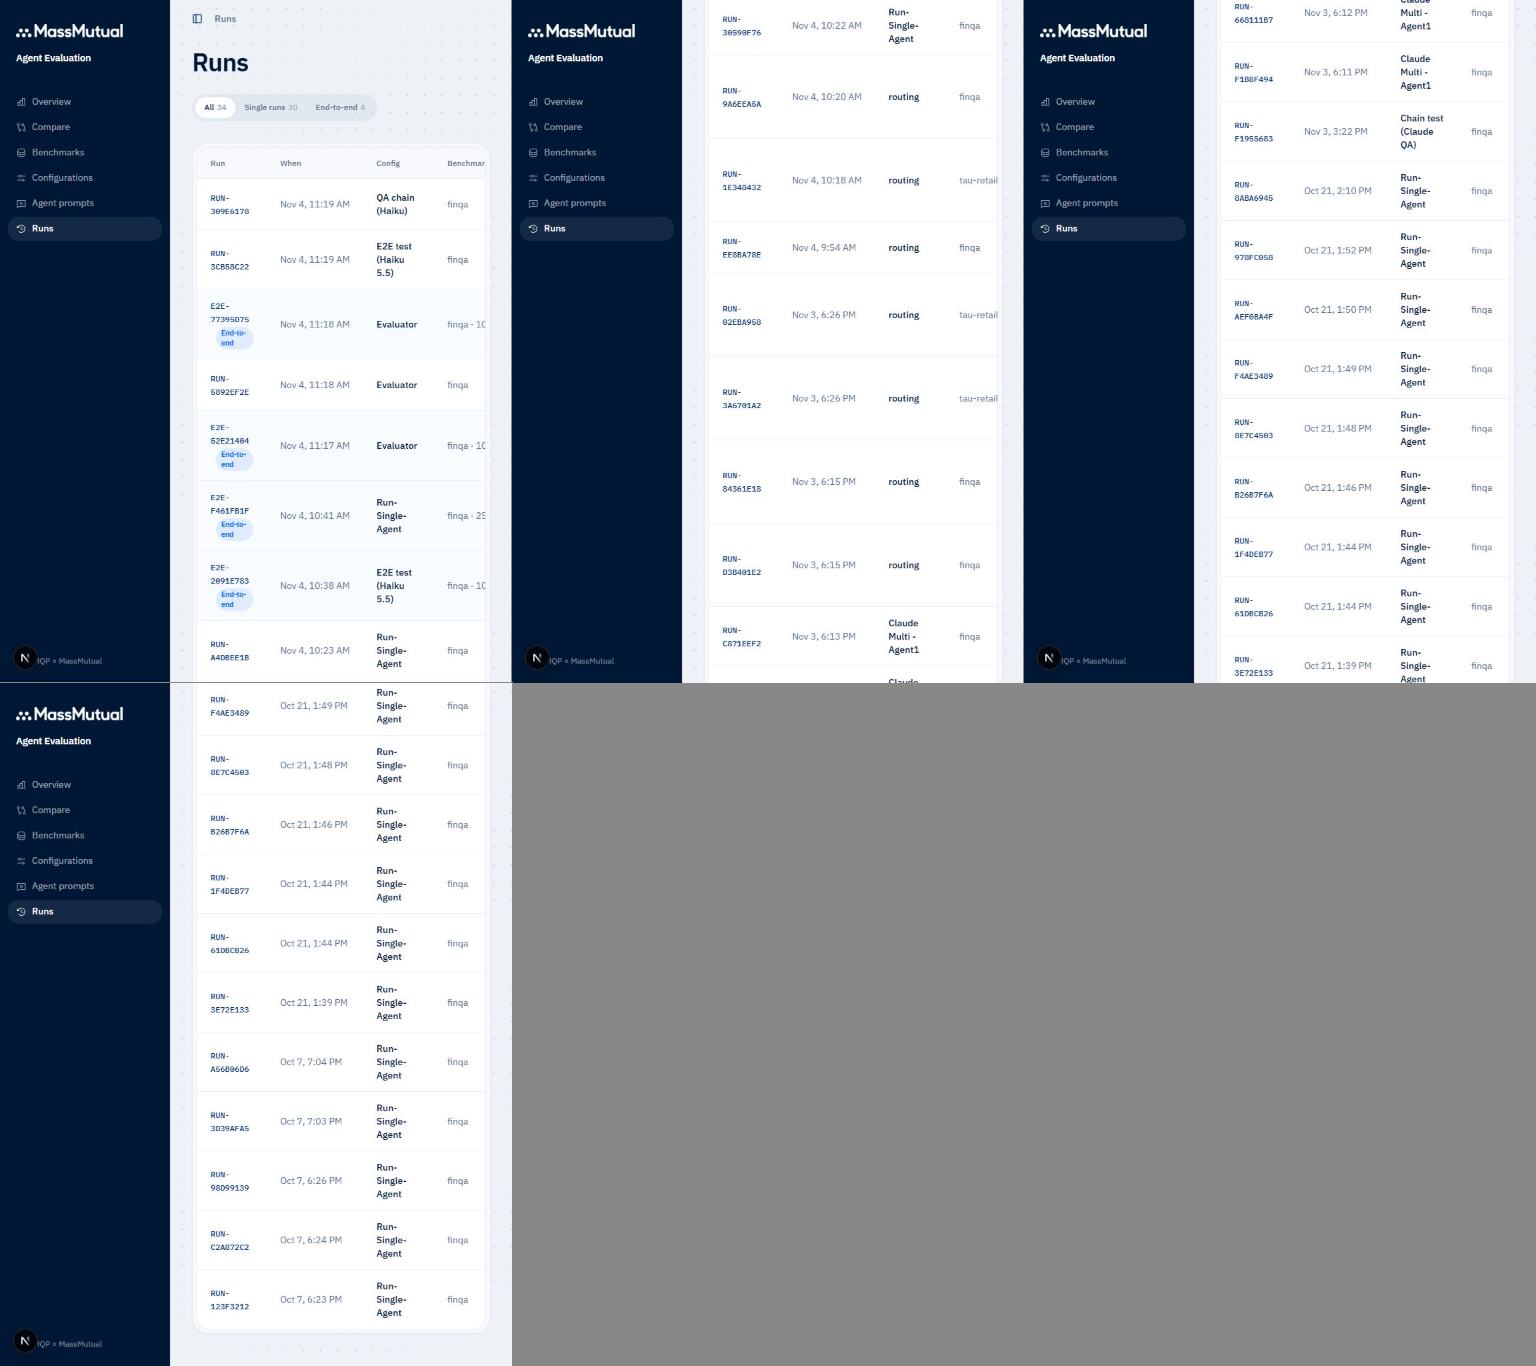 MassMutual
Agent Evaluation
Overview
Compare
Benchmarks
Configurations
Agent prompts
Runs
IQP × MassMutual
Runs
Runs
All 34 Single runs 30 End-to-end 4
Run When Config Benchmar
RUN-309E6178 Nov 4, 11:19 AM QA chain (Haiku) finqa
RUN-3CB58C22 Nov 4, 11:19 AM E2E test (Haiku 5.5) finqa
E2E-77395D75 End-to-end Nov 4, 11:18 AM Evaluator finqa · 10
RUN-5892EF2E Nov 4, 11:18 AM Evaluator finqa
E2E-52E21404 End-to-end Nov 4, 11:17 AM Evaluator finqa · 10
E2E-F461FB1F End-to-end Nov 4, 10:41 AM Run-Single-Agent finqa · 25
E2E-2091E783 End-to-end Nov 4, 10:38 AM E2E test (Haiku 5.5) finqa · 10
RUN-A4DBEE1B Nov 4, 10:23 AM Run-Single-Agent finqa
MassMutual
Agent Evaluation
Overview
Compare
Benchmarks
Configurations
Agent prompts
Runs
IQP × MassMutual
RUN-30590F76 Nov 4, 10:22 AM Run-Single-Agent finqa
RUN-9A6EEA5A Nov 4, 10:20 AM routing finqa
RUN-1E348432 Nov 4, 10:18 AM routing tau-retail
RUN-EE8BA78E Nov 4, 9:54 AM routing finqa
RUN-02EBA958 Nov 3, 6:26 PM routing tau-retail
RUN-3A6701A2 Nov 3, 6:26 PM routing tau-retail
RUN-84361E18 Nov 3, 6:15 PM routing finqa
RUN-D3B401E2 Nov 3, 6:15 PM routing finqa
RUN-C871EEF2 Nov 3, 6:13 PM Claude Multi - Agent1 finqa
Claude
MassMutual
Agent Evaluation
Overview
Compare
Benchmarks
Configurations
Agent prompts
Runs
IQP × MassMutual
RUN-668111B7 Nov 3, 6:12 PM Claude Multi - Agent1 finqa
RUN-F1B8F494 Nov 3, 6:11 PM Claude Multi - Agent1 finqa
RUN-F1955683 Nov 3, 3:22 PM Chain test (Claude QA) finqa
RUN-8ABA6945 Oct 21, 2:10 PM Run-Single-Agent finqa
RUN-978FC058 Oct 21, 1:52 PM Run-Single-Agent finqa
RUN-AEF0BA4F Oct 21, 1:50 PM Run-Single-Agent finqa
RUN-F4AE3489 Oct 21, 1:49 PM Run-Single-Agent finqa
RUN-8E7C4503 Oct 21, 1:48 PM Run-Single-Agent finqa
RUN-B26B7F6A Oct 21, 1:46 PM Run-Single-Agent finqa
RUN-1F4DEB77 Oct 21, 1:44 PM Run-Single-Agent finqa
RUN-61DBCB26 Oct 21, 1:44 PM Run-Single-Agent finqa
RUN-3E72E133 Oct 21, 1:39 PM Run-Single-Agent finqa
MassMutual
Agent Evaluation
Overview
Compare
Benchmarks
Configurations
Agent prompts
Runs
IQP × MassMutual
F4AE3489 Oct 21, 1:49 PM Run-Single-Agent finqa
RUN-8E7C4503 Oct 21, 1:48 PM Run-Single-Agent finqa
RUN-B26B7F6A Oct 21, 1:46 PM Run-Single-Agent finqa
RUN-1F4DEB77 Oct 21, 1:44 PM Run-Single-Agent finqa
RUN-61DBCB26 Oct 21, 1:44 PM Run-Single-Agent finqa
RUN-3E72E133 Oct 21, 1:39 PM Run-Single-Agent finqa
RUN-A56B06D6 Oct 7, 7:04 PM Run-Single-Agent finqa
RUN-3D39AFA5 Oct 7, 7:03 PM Run-Single-Agent finqa
RUN-98D99139 Oct 7, 6:26 PM Run-Single-Agent finqa
RUN-C2A872C2 Oct 7, 6:24 PM Run-Single-Agent finqa
RUN-123F3212 Oct 7, 6:23 PM Run-Single-Agent finqa